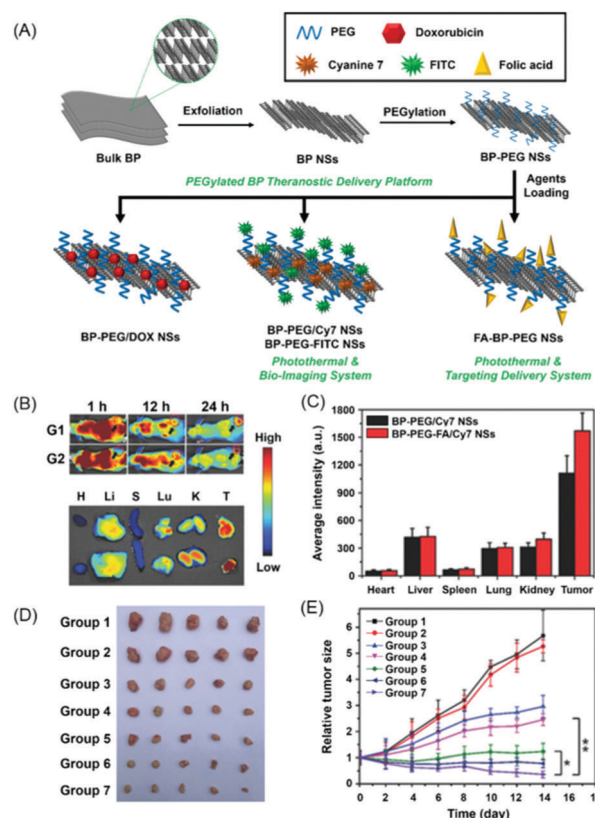 (A)
PEG
Doxorubicin
Cyanine 7
FITC
Folic acid
Bulk BP
Exfoliation
BP NSs
PEGylation
BP-PEG NSs
PEGylated BP Theranostic Delivery Platform
Agents
Loading
BP-PEG/DOX NSs
BP-PEG/Cy7 NSs
BP-PEG-FITC NSs
FA-BP-PEG NSs
Photothermal &
Bio-Imaging System
Photothermal &
Targeting Delivery System
(B)
1 h 12 h 24 h
G1
G2
High
Low
H Li S Lu K T
(C)
BP-PEG/Cy7 NSs
BP-PEG-FA/Cy7 NSs
Average intensity (a.u.)
1800
1500
1200
900
600
300
0
Heart Liver Spleen Lung Kidney Tumor
(D)
Group 1
Group 2
Group 3
Group 4
Group 5
Group 6
Group 7
(E)
Group 1
Group 2
Group 3
Group 4
Group 5
Group 6
Group 7
Relative tumor size
6
5
4
3
2
1
0
**
*
0 2 4 6 8 10 12 14 16 18
Time (day)